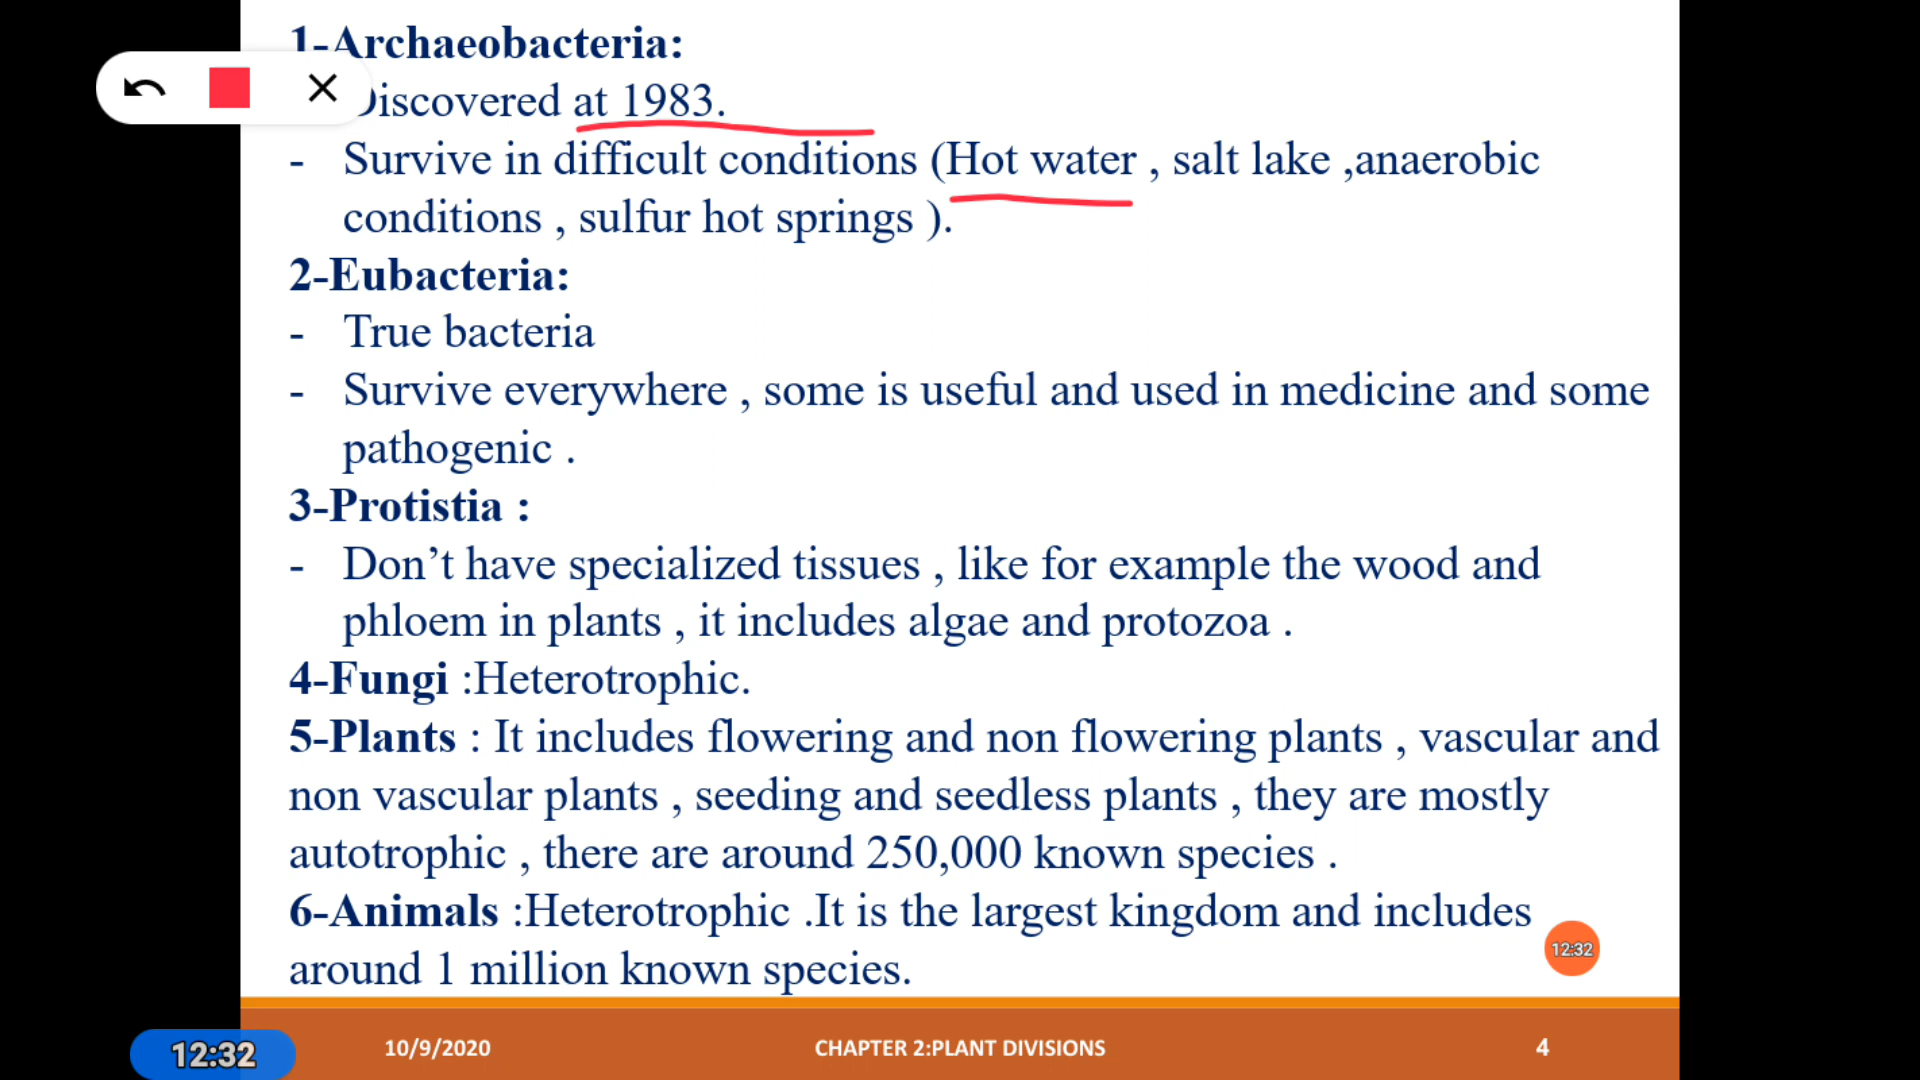 1-Archaeobacteria:
Discovered at 1983.
- Survive in difficult conditions (Hot water , salt lake ,anaerobic
conditions , sulfur hot springs ).
2-Eubacteria:
- True bacteria
- Survive everywhere , some is useful and used in medicine and some
pathogenic .
3-Protistia :
- Don’t have specialized tissues , like for example the wood and
phloem in plants , it includes algae and protozoa .
4-Fungi :Heterotrophic.
5-Plants : It includes flowering and non flowering plants , vascular and
non vascular plants , seeding and seedless plants , they are mostly
autotrophic , there are around 250,000 known species .
6-Animals :Heterotrophic .It is the largest kingdom and includes
around 1 million known species.
12:32
12:32
10/9/2020
CHAPTER 2:PLANT DIVISIONS
4